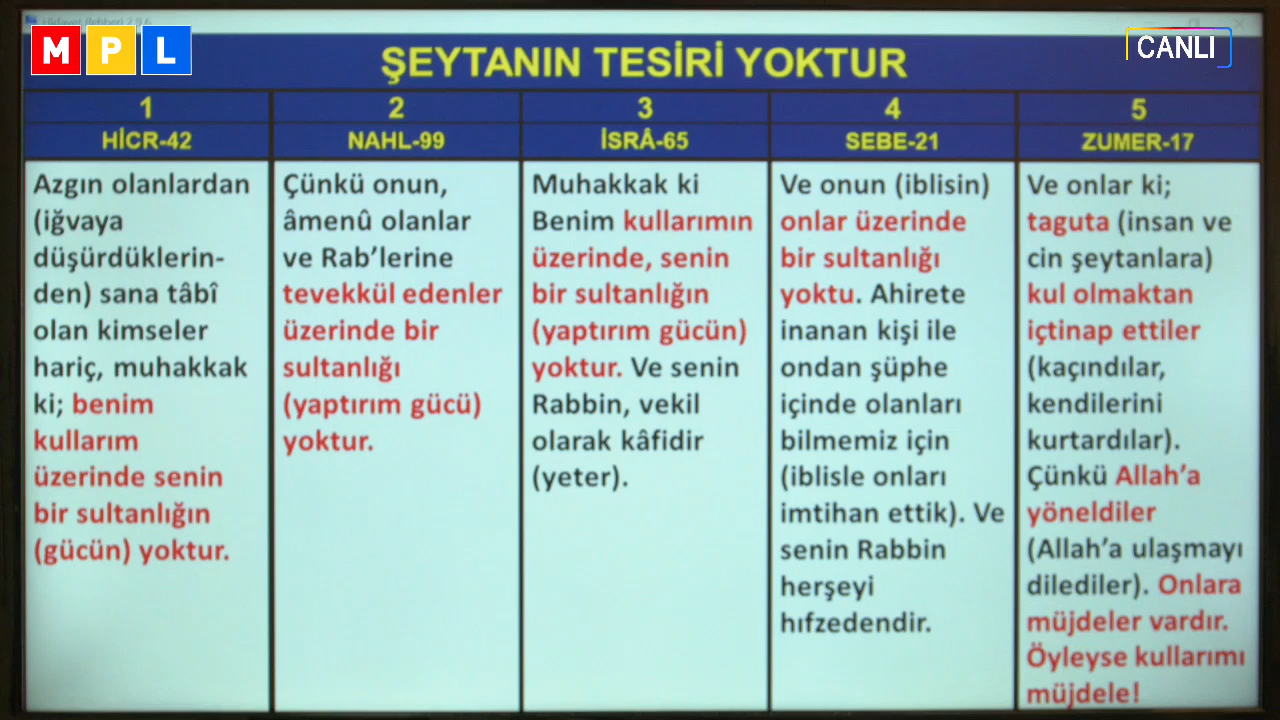 Hidayet Rehberi 2.9.6
MPL
CANLI
ŞEYTANIN TESİRİ YOKTUR
1
HİCR-42
Azgın olanlardan
(iğvaya
düşürdüklerin-
den) sana tâbî
olan kimseler
hariç, muhakkak
ki; benim
kullarım
üzerinde senin
bir sultanlığın
(gücün) yoktur.
2
NAHL-99
Çünkü onun,
âmenû olanlar
ve Rab’lerine
tevekkül edenler
üzerinde bir
sultanlığı
(yaptırım gücü)
yoktur.
3
İSRÂ-65
Muhakkak ki
Benim kullarımın
üzerinde, senin
bir sultanlığın
(yaptırım gücün)
yoktur. Ve senin
Rabbin, vekil
olarak kâfidir
(yeter).
4
SEBE-21
Ve onun (iblisin)
onlar üzerinde
bir sultanlığı
yoktu. Ahirete
inanan kişi ile
ondan şüphe
içinde olanları
bilmemiz için
(iblisle onları
imtihan ettik). Ve
senin Rabbin
herşeyi
hıfzedendir.
5
ZUMER-17
Ve onlar ki;
taguta (insan ve
cin şeytanlara)
kul olmaktan
içtinap ettiler
(kaçındılar,
kendilerini
kurtardılar).
Çünkü Allah’a
yöneldiler
(Allah’a ulaşmayı
dilediler). Onlara
müjdeler vardır.
Öyleyse kullarımı
müjdele!